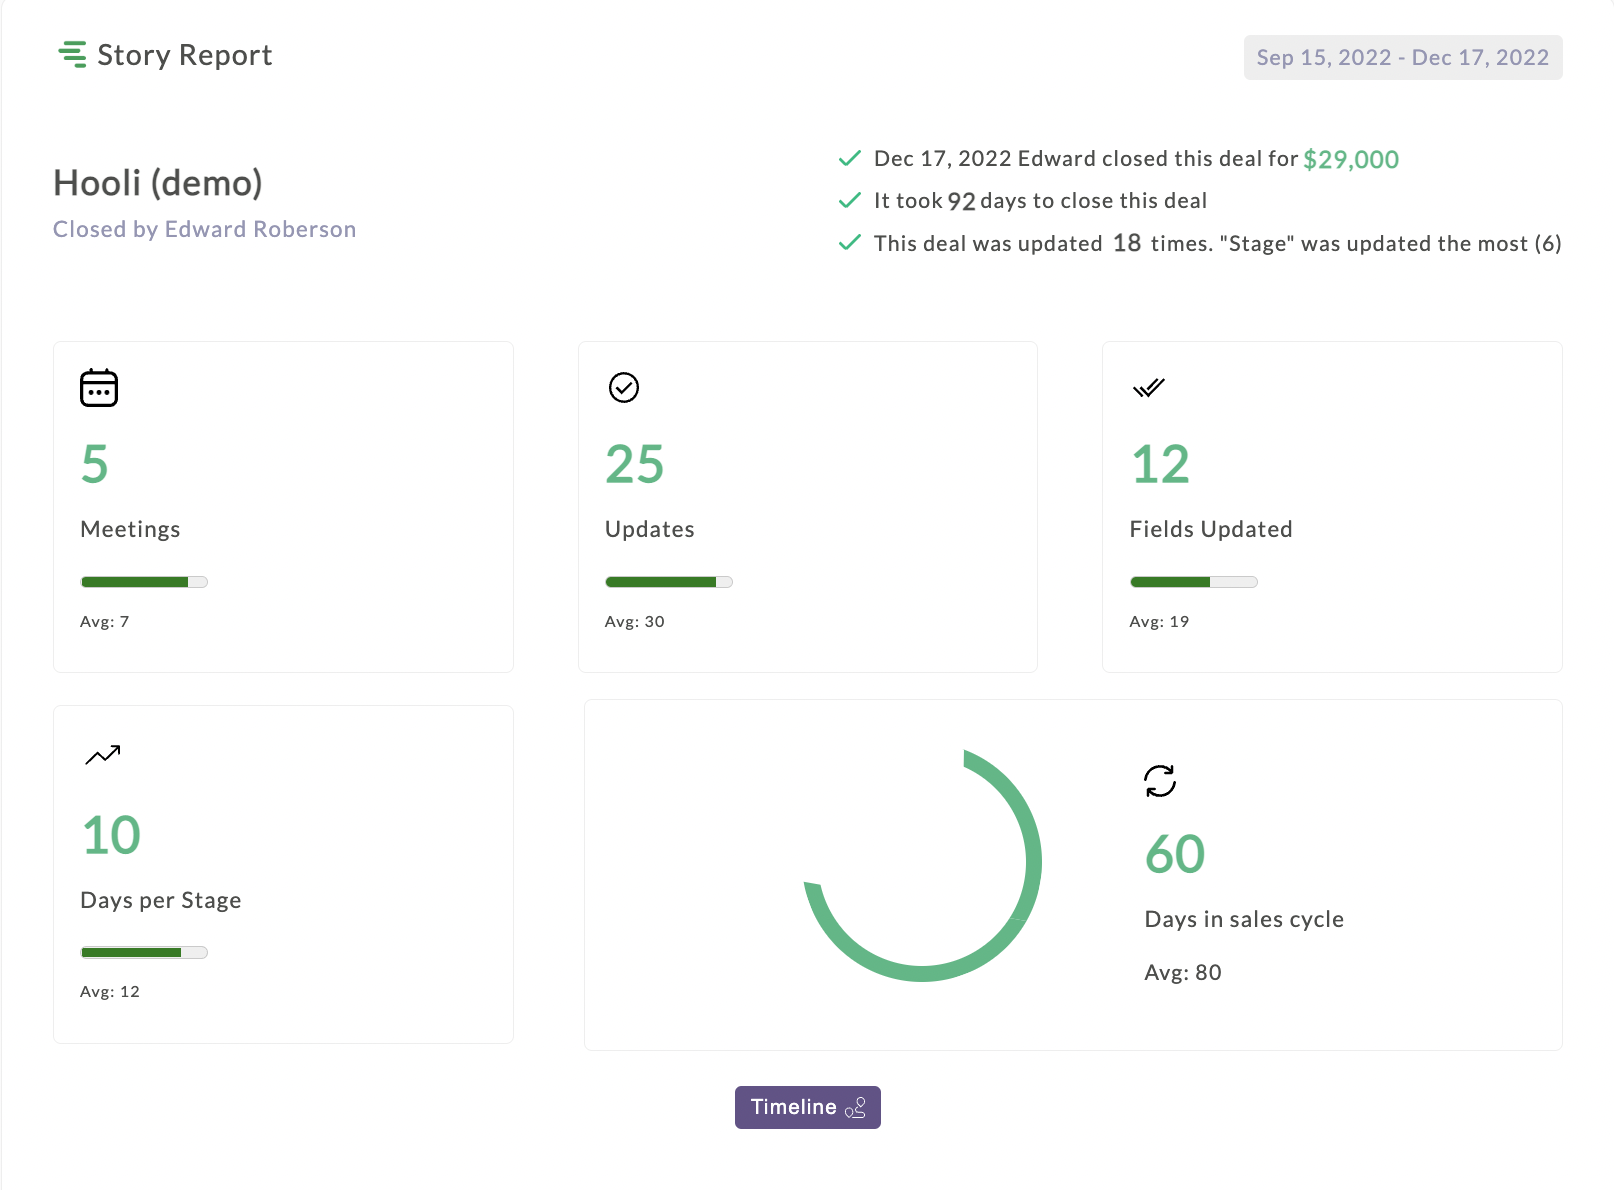 Story Report
Sep 15, 2022 - Dec 17, 2022
Hooli (demo)
Closed by Edward Roberson
Dec 17, 2022 Edward closed this deal for $29,000
It took 92 days to close this deal
This deal was updated 18 times. "Stage" was updated the most (6)
5
Meetings
Avg: 7
25
Updates
Avg: 30
12
Fields Updated
Avg: 19
10
Days per Stage
Avg: 12
60
Days in sales cycle
Avg: 80
Timeline